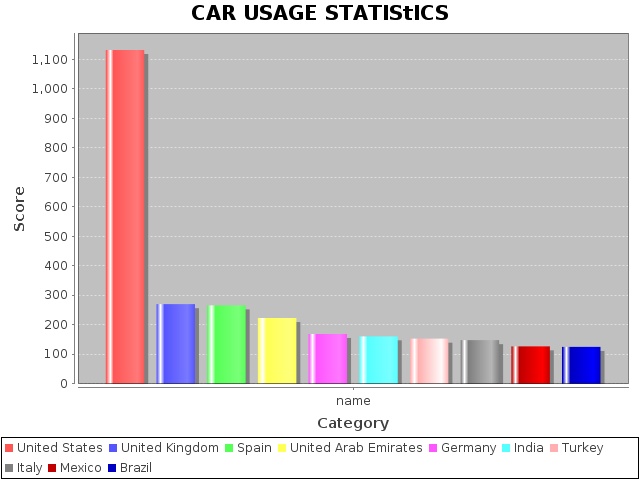 CAR USAGE STATIStICS
1,100
1,000
900
800
700
600
500
400
300
200
100
0
Score
name
Category
United States United Kingdom Spain United Arab Emirates Germany India Turkey
Italy Mexico Brazil